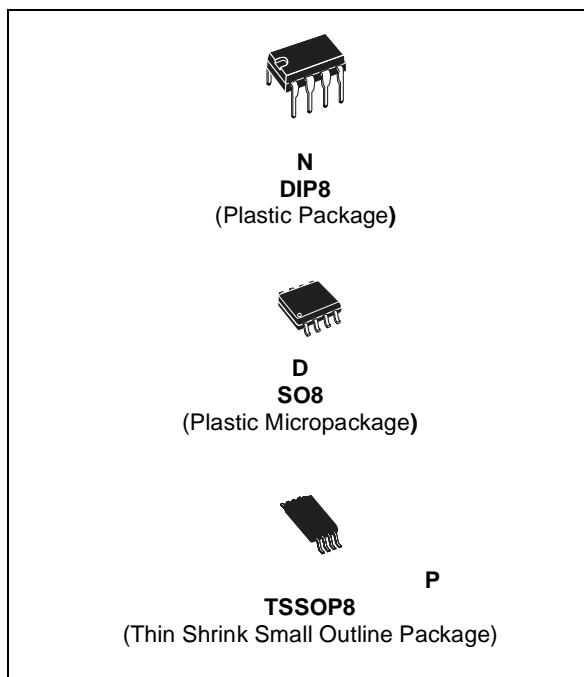 N
DIP8
(Plastic Package)
D
SO8
(Plastic Micropackage)
P
TSSOP8
(Thin Shrink Small Outline Package)